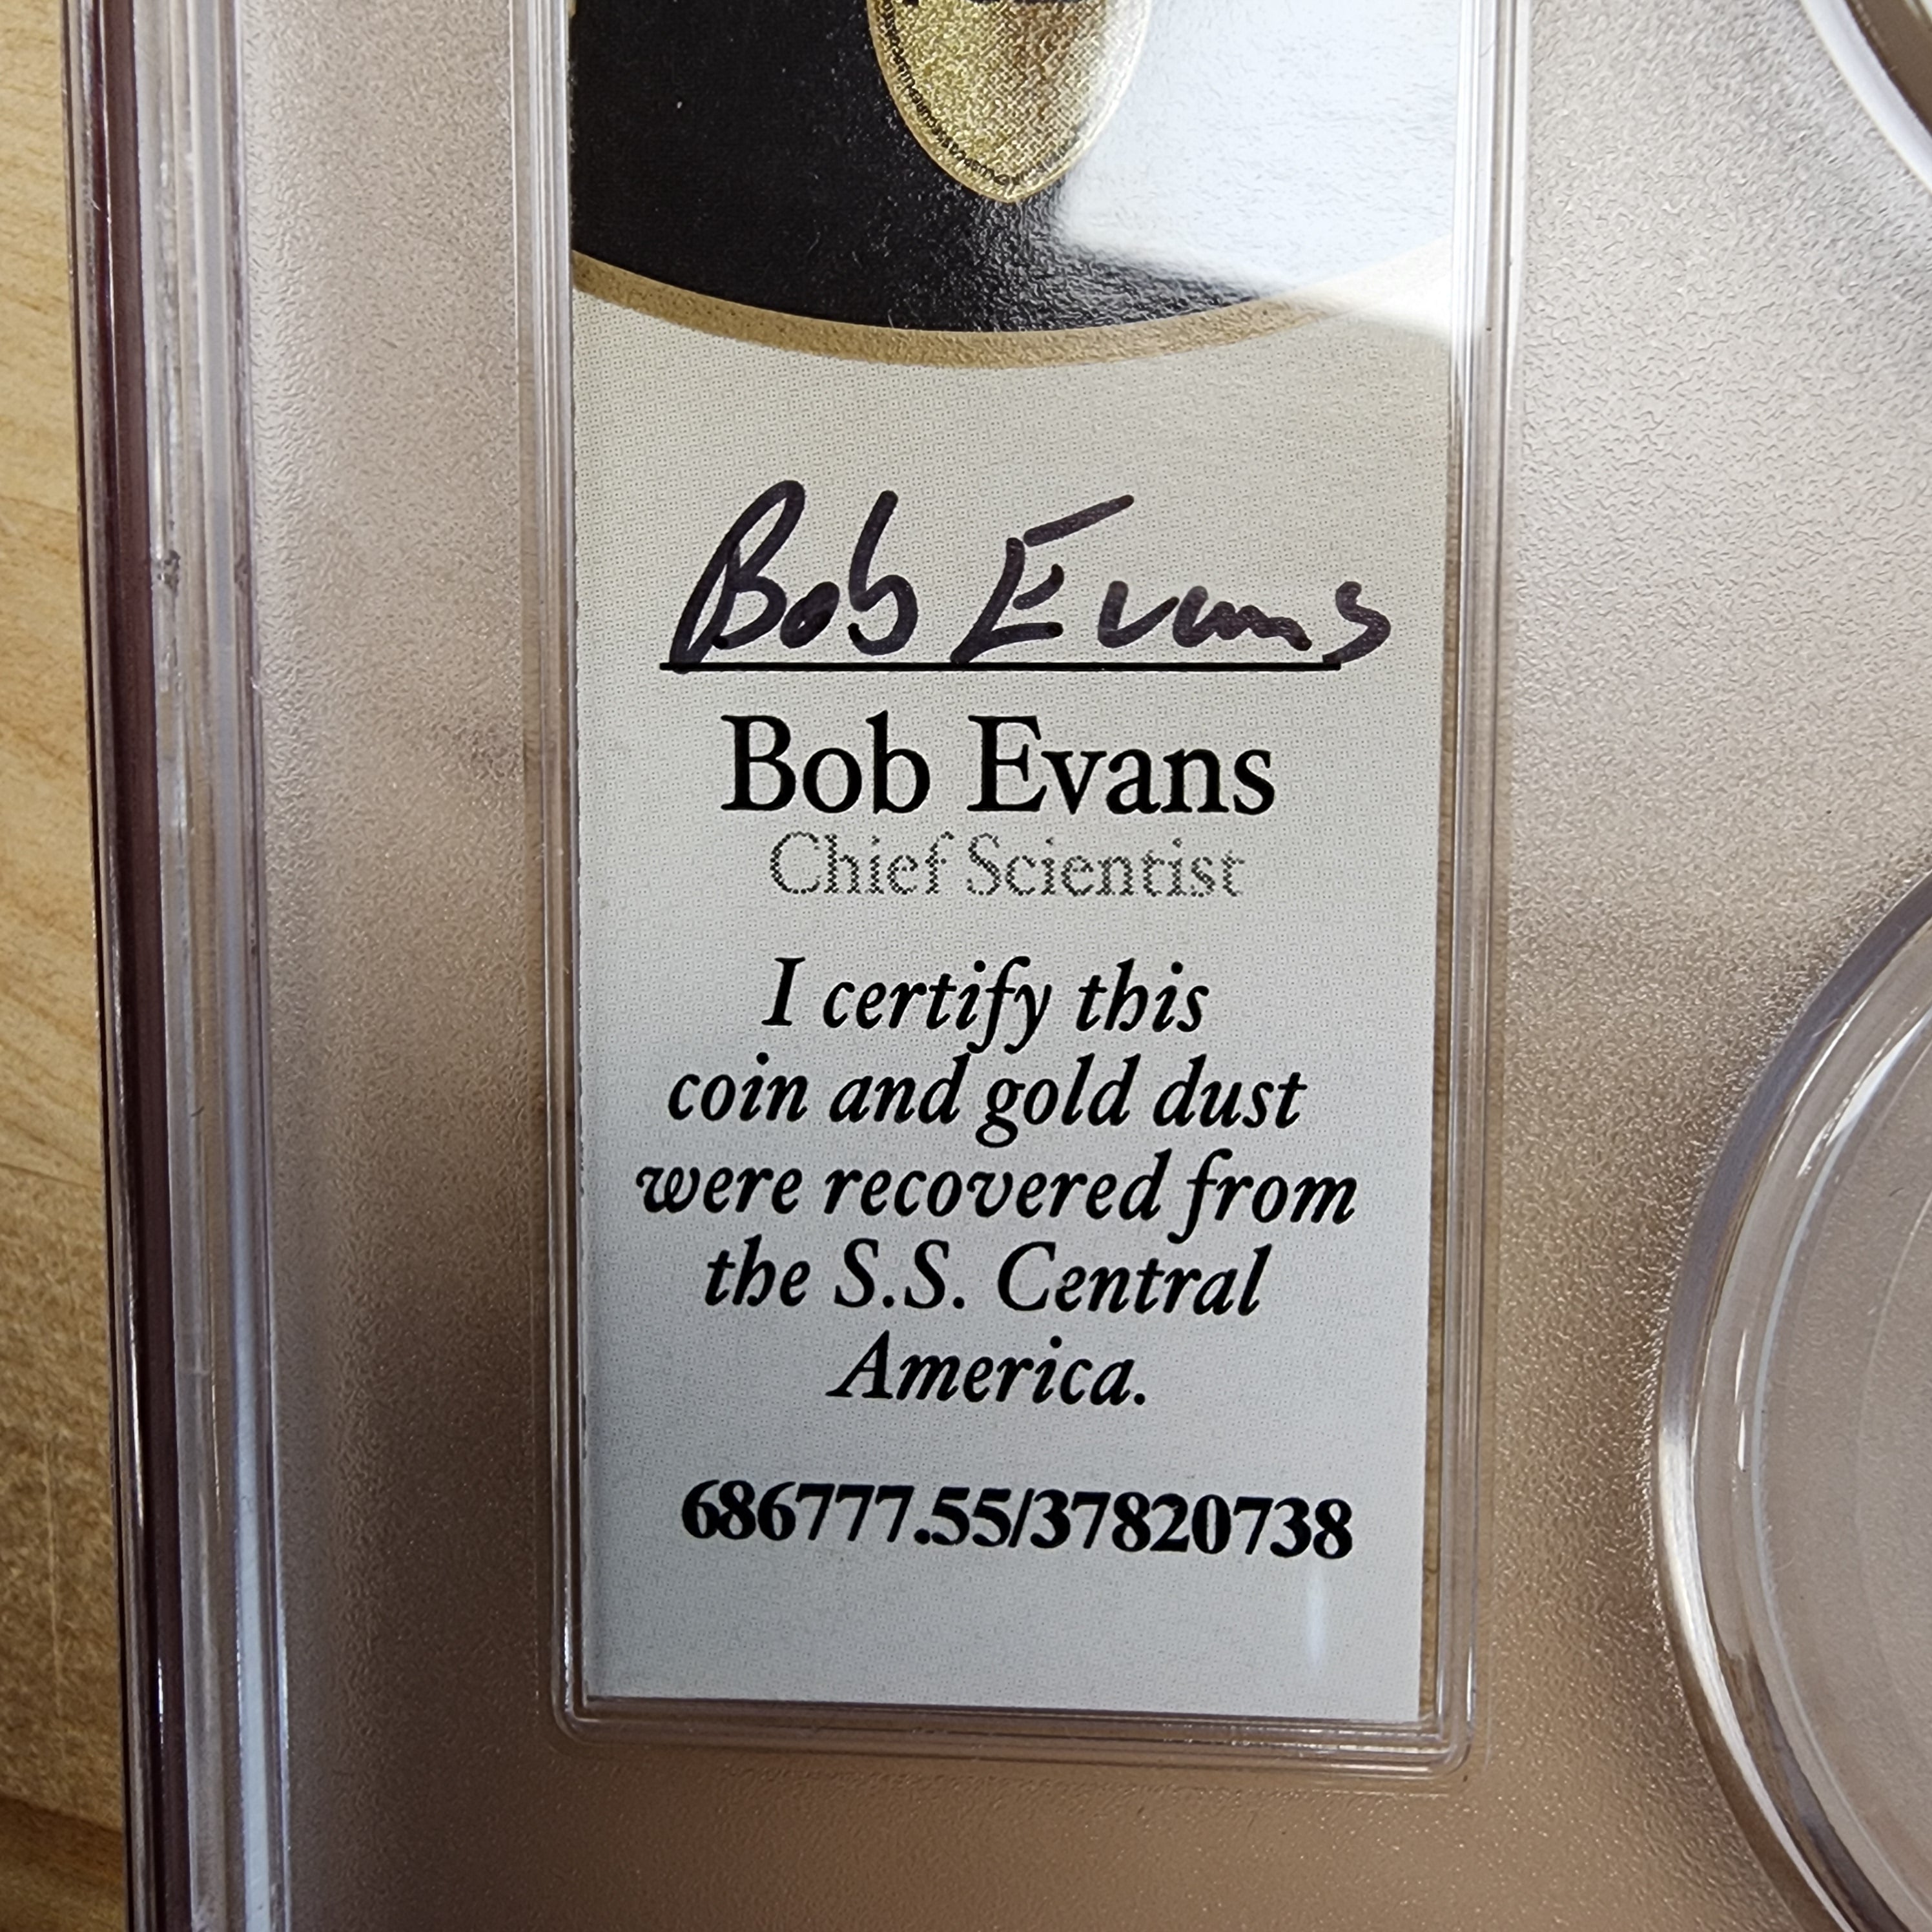 Bob Evans
Bob Evans
Chief Scientist
I certify this
coin and gold dust
were recovered from
the S.S. Central
America.
686777.55/37820738